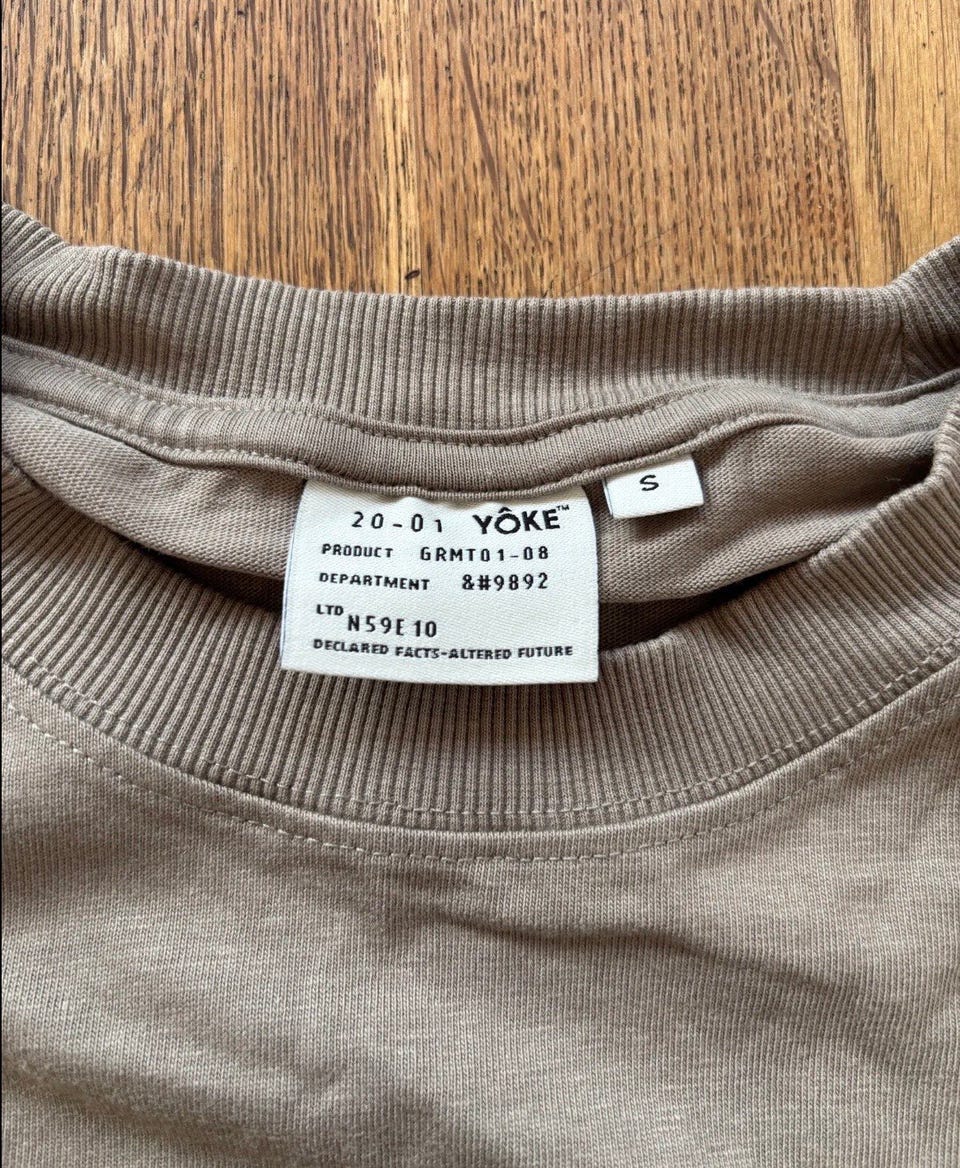 20-01 YÔKE™
PRODUCT GRMT01-08
DEPARTMENT &#9892
LTD N59E10
DECLARED FACTS-ALTERED FUTURE
S